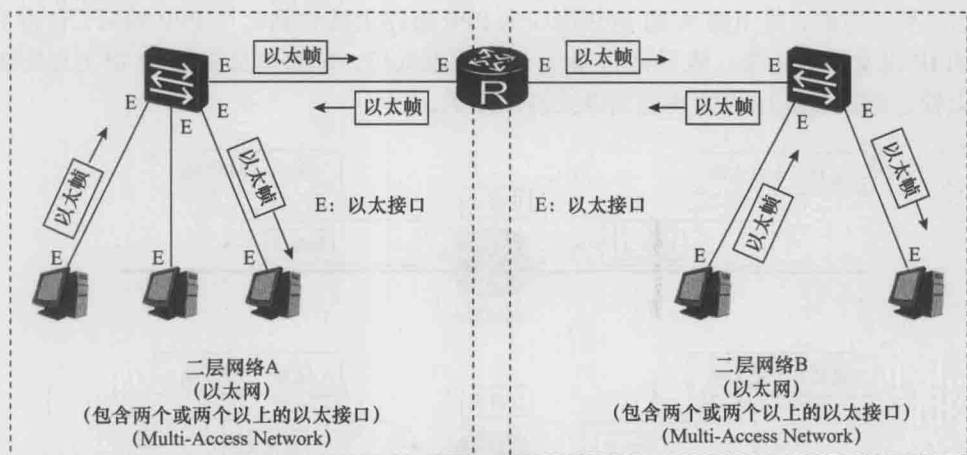 以太帧
以太帧
E
E
E
E
以太帧
以太帧
R
E
E
E
E
E
以太帧
以太帧
E：以太接口
E：以太接口
以太帧
以太帧
E
E
E
E
E
二层网络A
(以太网)
(包含两个或两个以上的以太接口)
(Multi-Access Network)
二层网络B
(以太网)
(包含两个或两个以上的以太接口)
(Multi-Access Network)